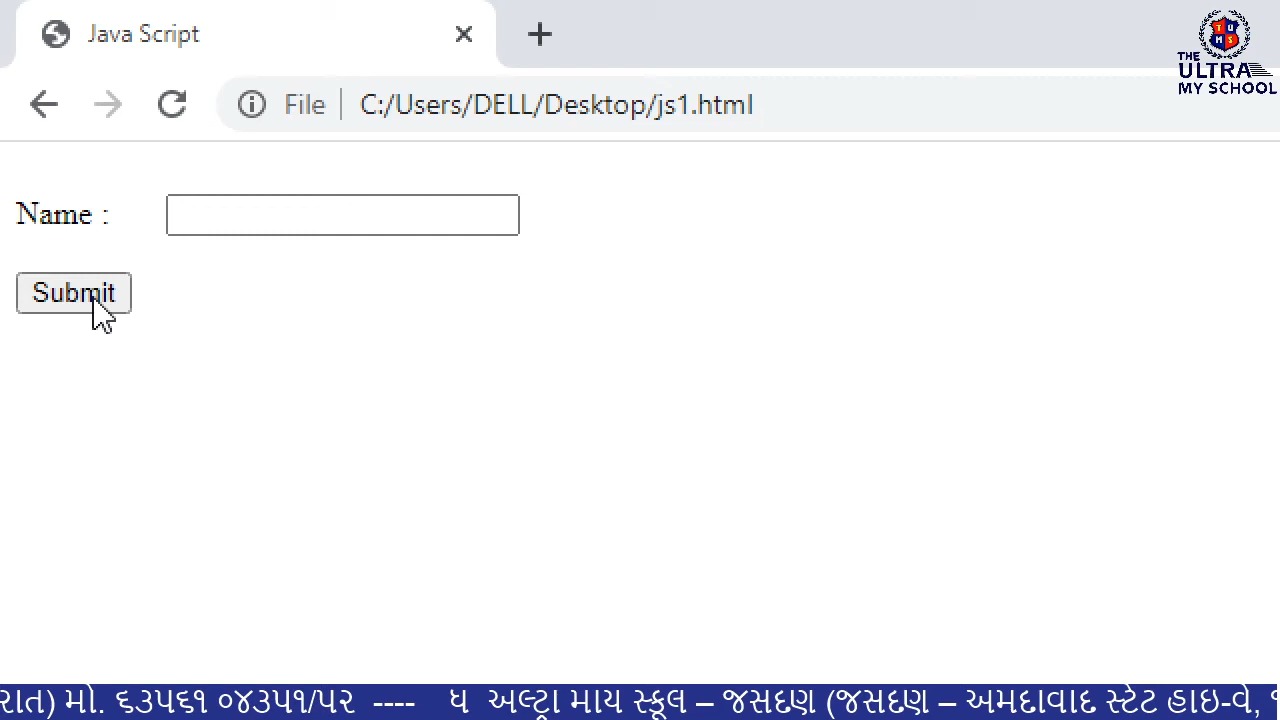 Java Script
THE
ULTRA
MY SCHOOL
T U
M S
File C:/Users/DELL/Desktop/js1.html
Name :
Submit
રાત) મો. ૬૩૫૬૧ ૦૪૩૫૧/૫૨ ---- ધ અલ્ટ્રા માય સ્કૂલ – જસદણ (જસદણ – અમદાવાદ સ્ટેટ હાઇ-વે,